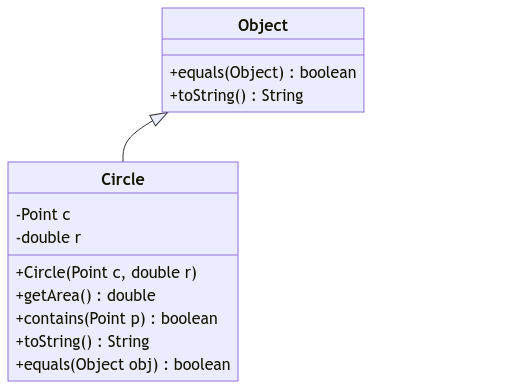 Object
+equals(Object) : boolean
+toString() : String
Circle
-Point c
-double r
+Circle(Point c, double r)
+getArea() : double
+contains(Point p) : boolean
+toString() : String
+equals(Object obj) : boolean